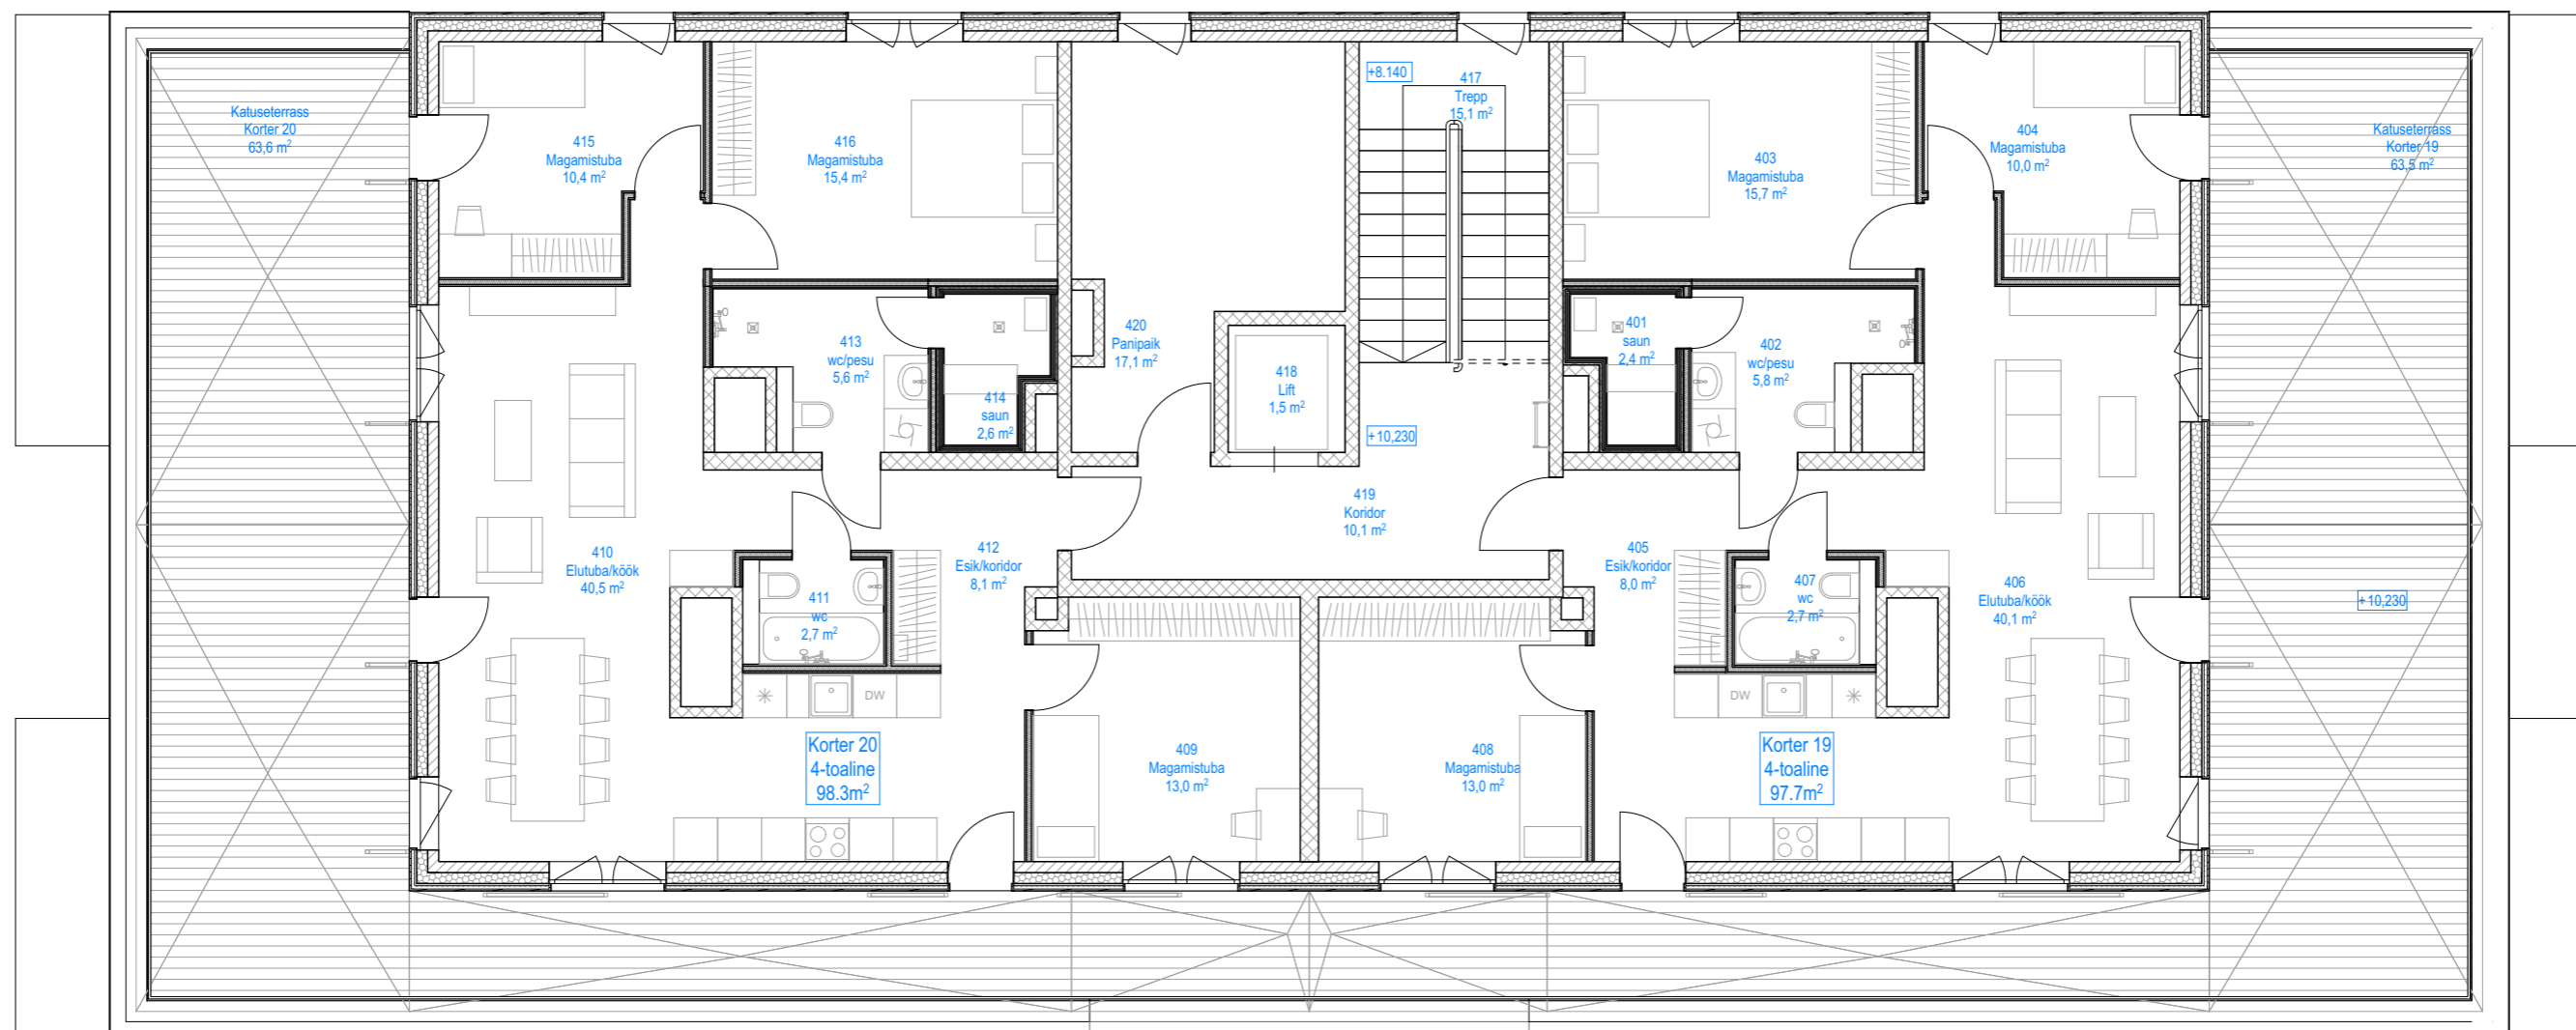 Katuseterrass
Korter 20
63,6 m²
415
Magamistuba
10,4 m²
416
Magamistuba
15,4 m²
+8.140
417
Trepp
15,1 m²
403
Magamistuba
15,7 m²
404
Magamistuba
10,0 m²
Katuseterrass
Korter 19
63,5 m²
413
wc/pesu
5,6 m²
414
saun
2,6 m²
420
Panipaik
17,1 m²
418
Lift
1,5 m²
+10,230
401
saun
2,4 m²
402
wc/pesu
5,8 m²
419
Koridor
10,1 m²
410
Elutuba/köök
40,5 m²
411
wc
2,7 m²
412
Esik/koridor
8,1 m²
405
Esik/koridor
8,0 m²
407
wc
2,7 m²
406
Elutuba/köök
40,1 m²
+10,230
DW
DW
Korter 20
4-toaline
98.3m²
409
Magamistuba
13,0 m²
408
Magamistuba
13,0 m²
Korter 19
4-toaline
97.7m²